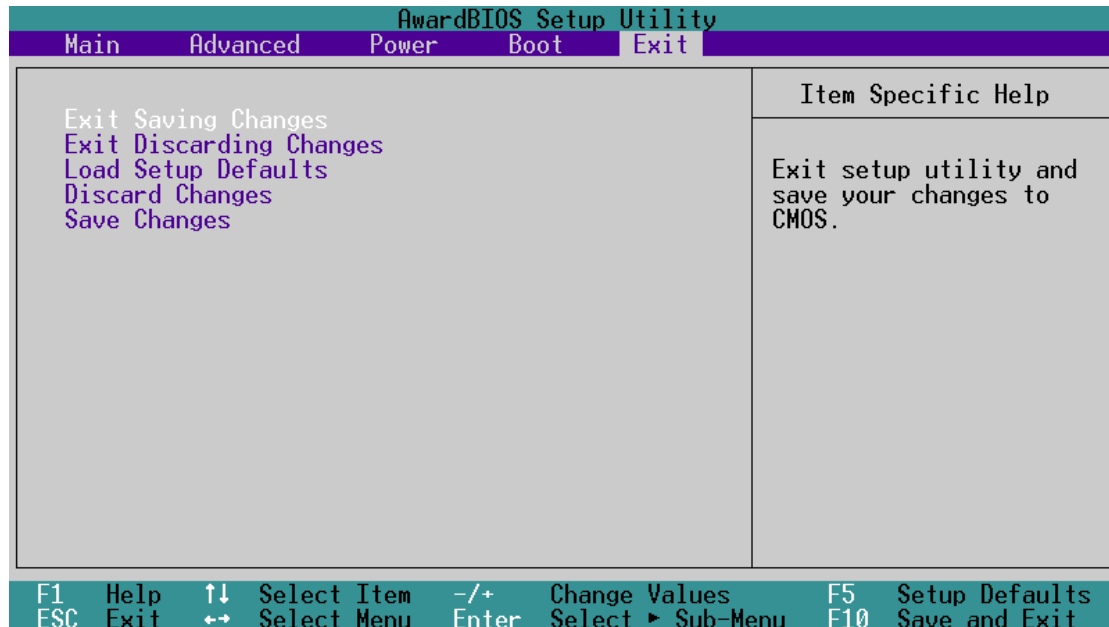 AwardBIOS Setup Utility
Main Advanced Power Boot Exit
Exit Saving Changes
Exit Discarding Changes
Load Setup Defaults
Discard Changes
Save Changes
Item Specific Help
Exit setup utility and
save your changes to
CMOS.
F1 Help ↑↓ Select Item -/+ Change Values F5 Setup Defaults
ESC Exit ←→ Select Menu Enter Select ► Sub-Menu F10 Save and Exit